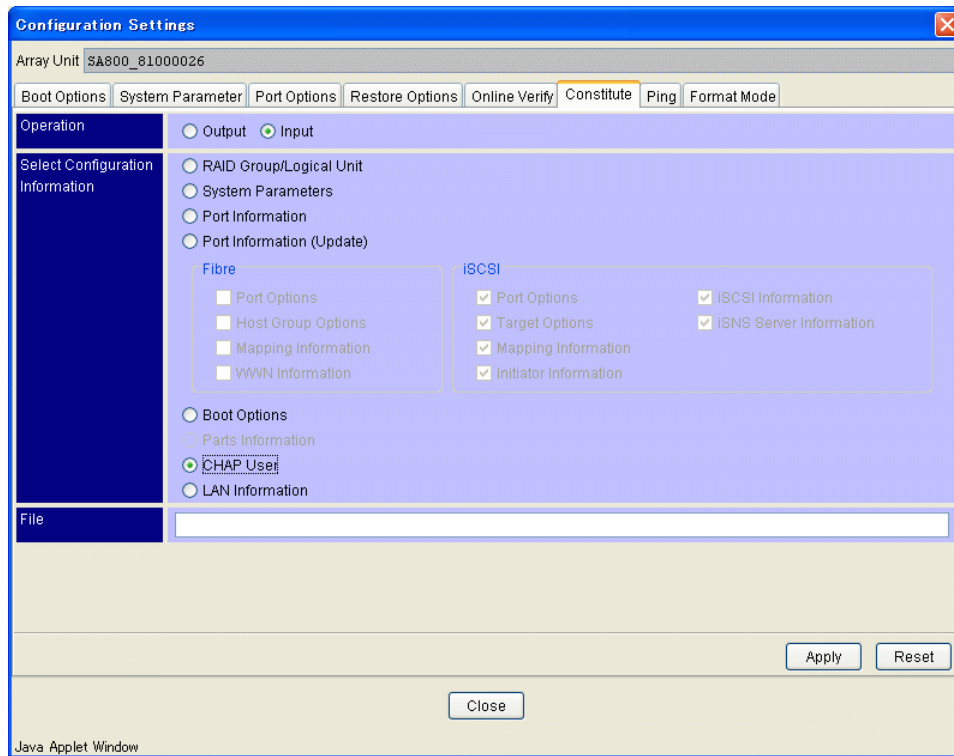 Configuration Settings
Array Unit SA800_81000026
Boot Options System Parameter Port Options Restore Options Online Verify Constitute Ping Format Mode
Operation Output Input
Select Configuration Information
RAID Group/Logical Unit
System Parameters
Port Information
Port Information (Update)
Fibre
Port Options
Host Group Options
Mapping Information
WWN Information
iSCSI
Port Options
Target Options
Mapping Information
Initiator Information
iSCSI Information
iSNS Server Information
Boot Options
Parts Information
CHAP User
LAN Information
File
Apply Reset
Close
Java Applet Window